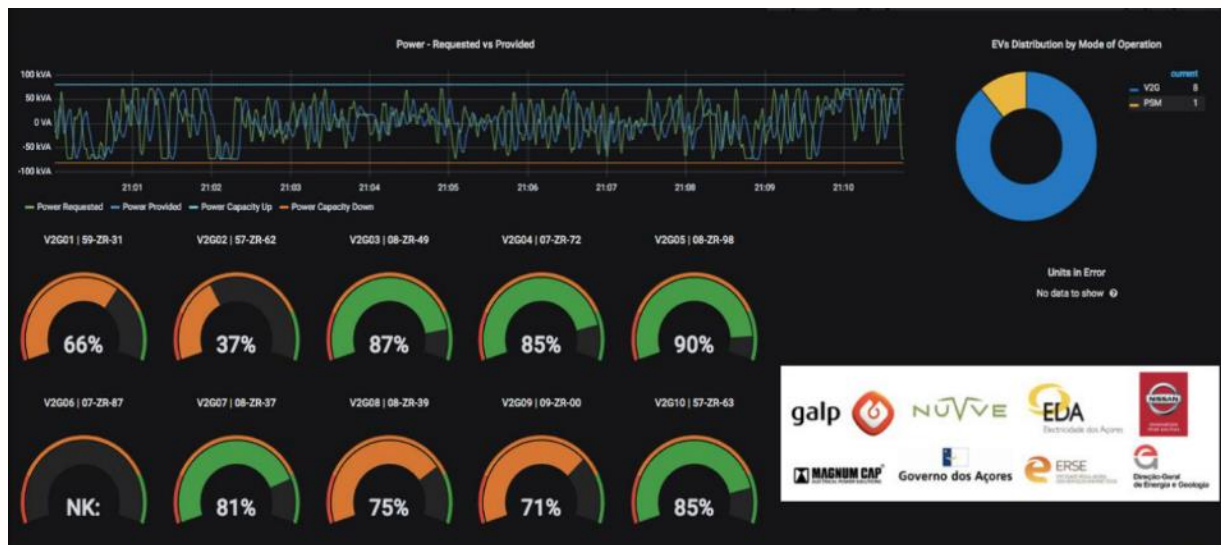 Power - Requested vs Provided
100 kVA
50 kVA
0 VA
-50 kVA
-100 kVA
21:01 21:02 21:03 21:04 21:05 21:06 21:07 21:08 21:09 21:10
Power Requested Power Provided Power Capacity Up Power Capacity Down
EVs Distribution by Mode of Operation
current
V2G 8
PSM 1
V2G01 | 59-ZR-31 V2G02 | 57-ZR-62 V2G03 | 08-ZR-49 V2G04 | 07-ZR-72 V2G05 | 08-ZR-98
66% 37% 87% 85% 90%
Units in Error
No data to show
V2G06 | 07-ZR-87 V2G07 | 08-ZR-37 V2G08 | 08-ZR-39 V2G09 | 09-ZR-00 V2G10 | 57-ZR-63
NK: 81% 75% 71% 85%
galp NUVVE EDA NISSAN
Electricidade dos Açores
MAGNUM CAP Governo dos Açores ERSE Direção-Geral
ELECTRICAL POWER SOLUTIONS de Energia e Geologia